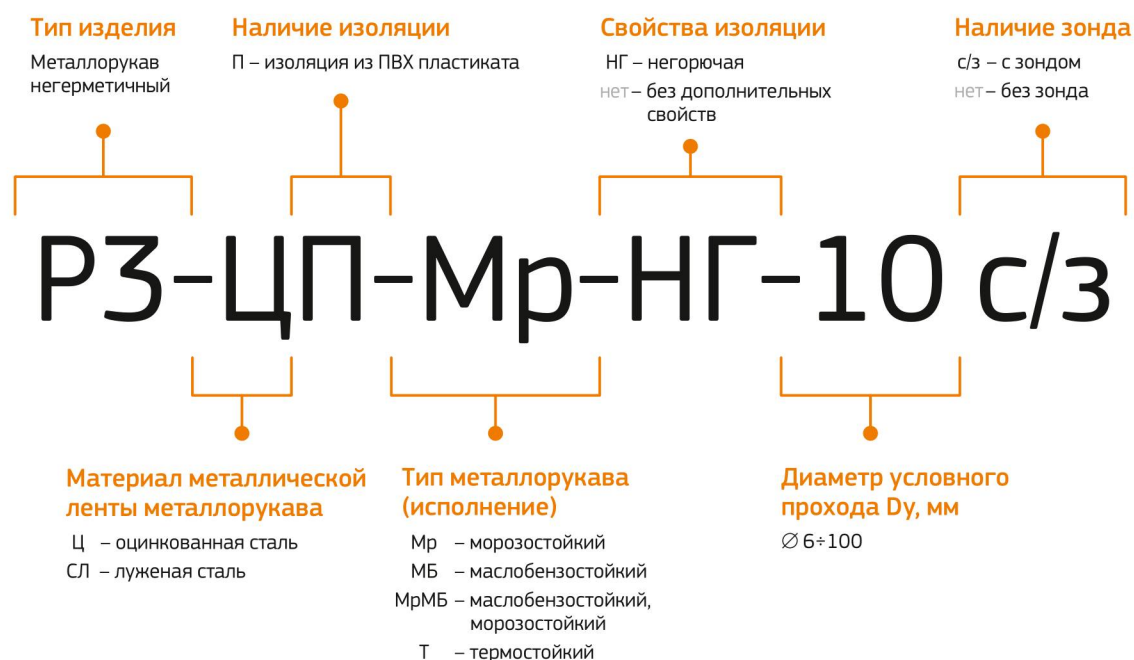 Тип изделия
Металлорукав
негерметичный
Наличие изоляции
П – изоляция из ПВХ пластиката
Свойства изоляции
НГ – негорючая
нет – без дополнительных
свойств
Наличие зонда
с/з – с зондом
нет – без зонда
РЗ-ЦП-Мр-НГ-10 с/з
Материал металлической
ленты металлорукава
Ц – оцинкованная сталь
СЛ – луженая сталь
Тип металлорукава
(исполнение)
Мр – морозостойкий
МБ – маслобензостойкий
МрМБ – маслобензостойкий,
морозостойкий
Т – термостойкий
Диаметр условного
прохода Dу, мм
∅ 6÷100